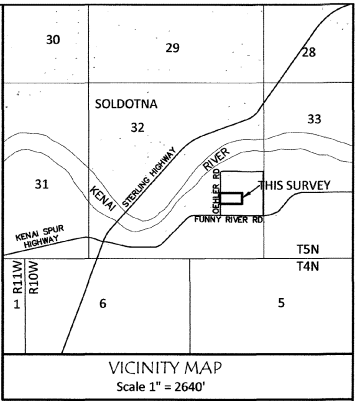 30
29
28
SOLDOTNA
32
33
31
KENAI
RIVER
STERLING HIGHWAY
OEHLER RD
THIS SURVEY
FUNNY RIVER RD
KENAI SPUR
HIGHWAY
T5N
T4N
R11W
R10W
1
6
5
VICINITY MAP
Scale 1" = 2640'